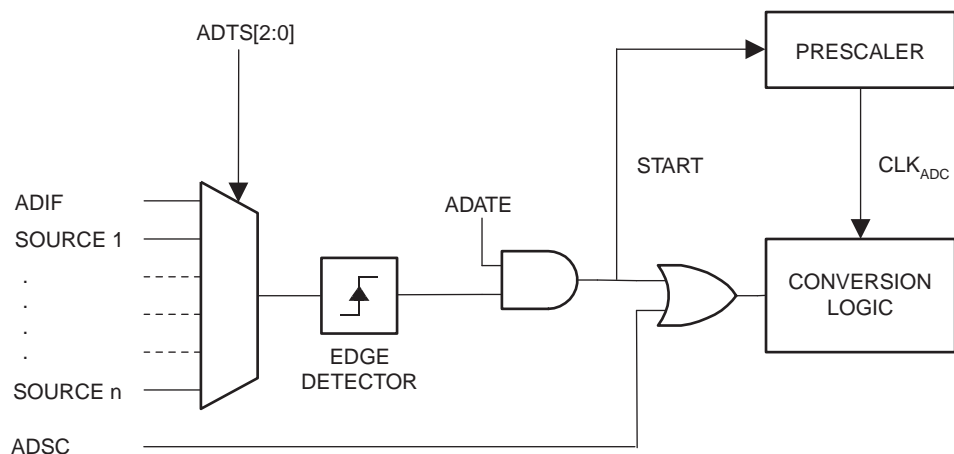 ADTS[2:0]
PRESCALER
START
CLKADC
ADIF
ADATE
SOURCE 1
.
.
.
.
CONVERSION
LOGIC
EDGE
DETECTOR
SOURCE n
ADSC